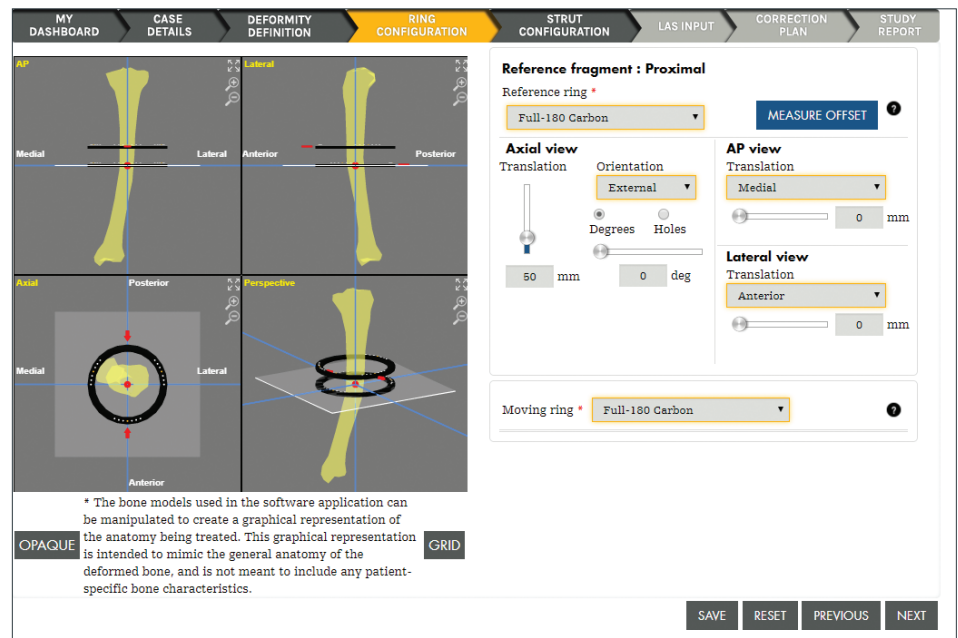 MY DASHBOARD
CASE DETAILS
DEFORMITY DEFINITION
RING CONFIGURATION
STRUT CONFIGURATION
LAS INPUT
CORRECTION PLAN
STUDY REPORT
AP
Medial
Lateral
Lateral
Anterior
Posterior
Axial
Posterior
Medial
Lateral
Anterior
Perspective
OPAQUE
* The bone models used in the software application can
be manipulated to create a graphical representation of
the anatomy being treated. This graphical representation
is intended to mimic the general anatomy of the
deformed bone, and is not meant to include any patient-
specific bone characteristics.
GRID
Reference fragment : Proximal
Reference ring *
Full-180 Carbon
MEASURE OFFSET
?
Axial view
Translation
50 mm
Orientation
External
Degrees Holes
0 deg
AP view
Translation
Medial
0 mm
Lateral view
Translation
Anterior
0 mm
Moving ring * Full-180 Carbon
?
SAVE
RESET
PREVIOUS
NEXT